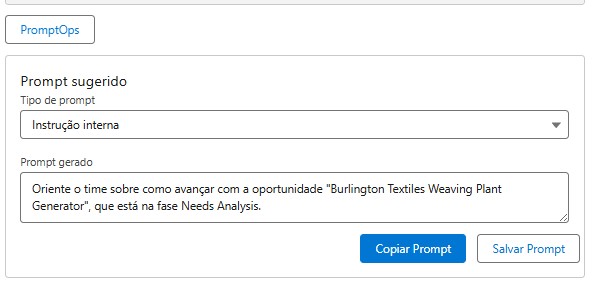 PromptOps
Prompt sugerido
Tipo de prompt
Instrução interna
Prompt gerado
Oriente o time sobre como avançar com a oportunidade "Burlington Textiles Weaving Plant
Generator", que está na fase Needs Analysis.
Copiar Prompt
Salvar Prompt